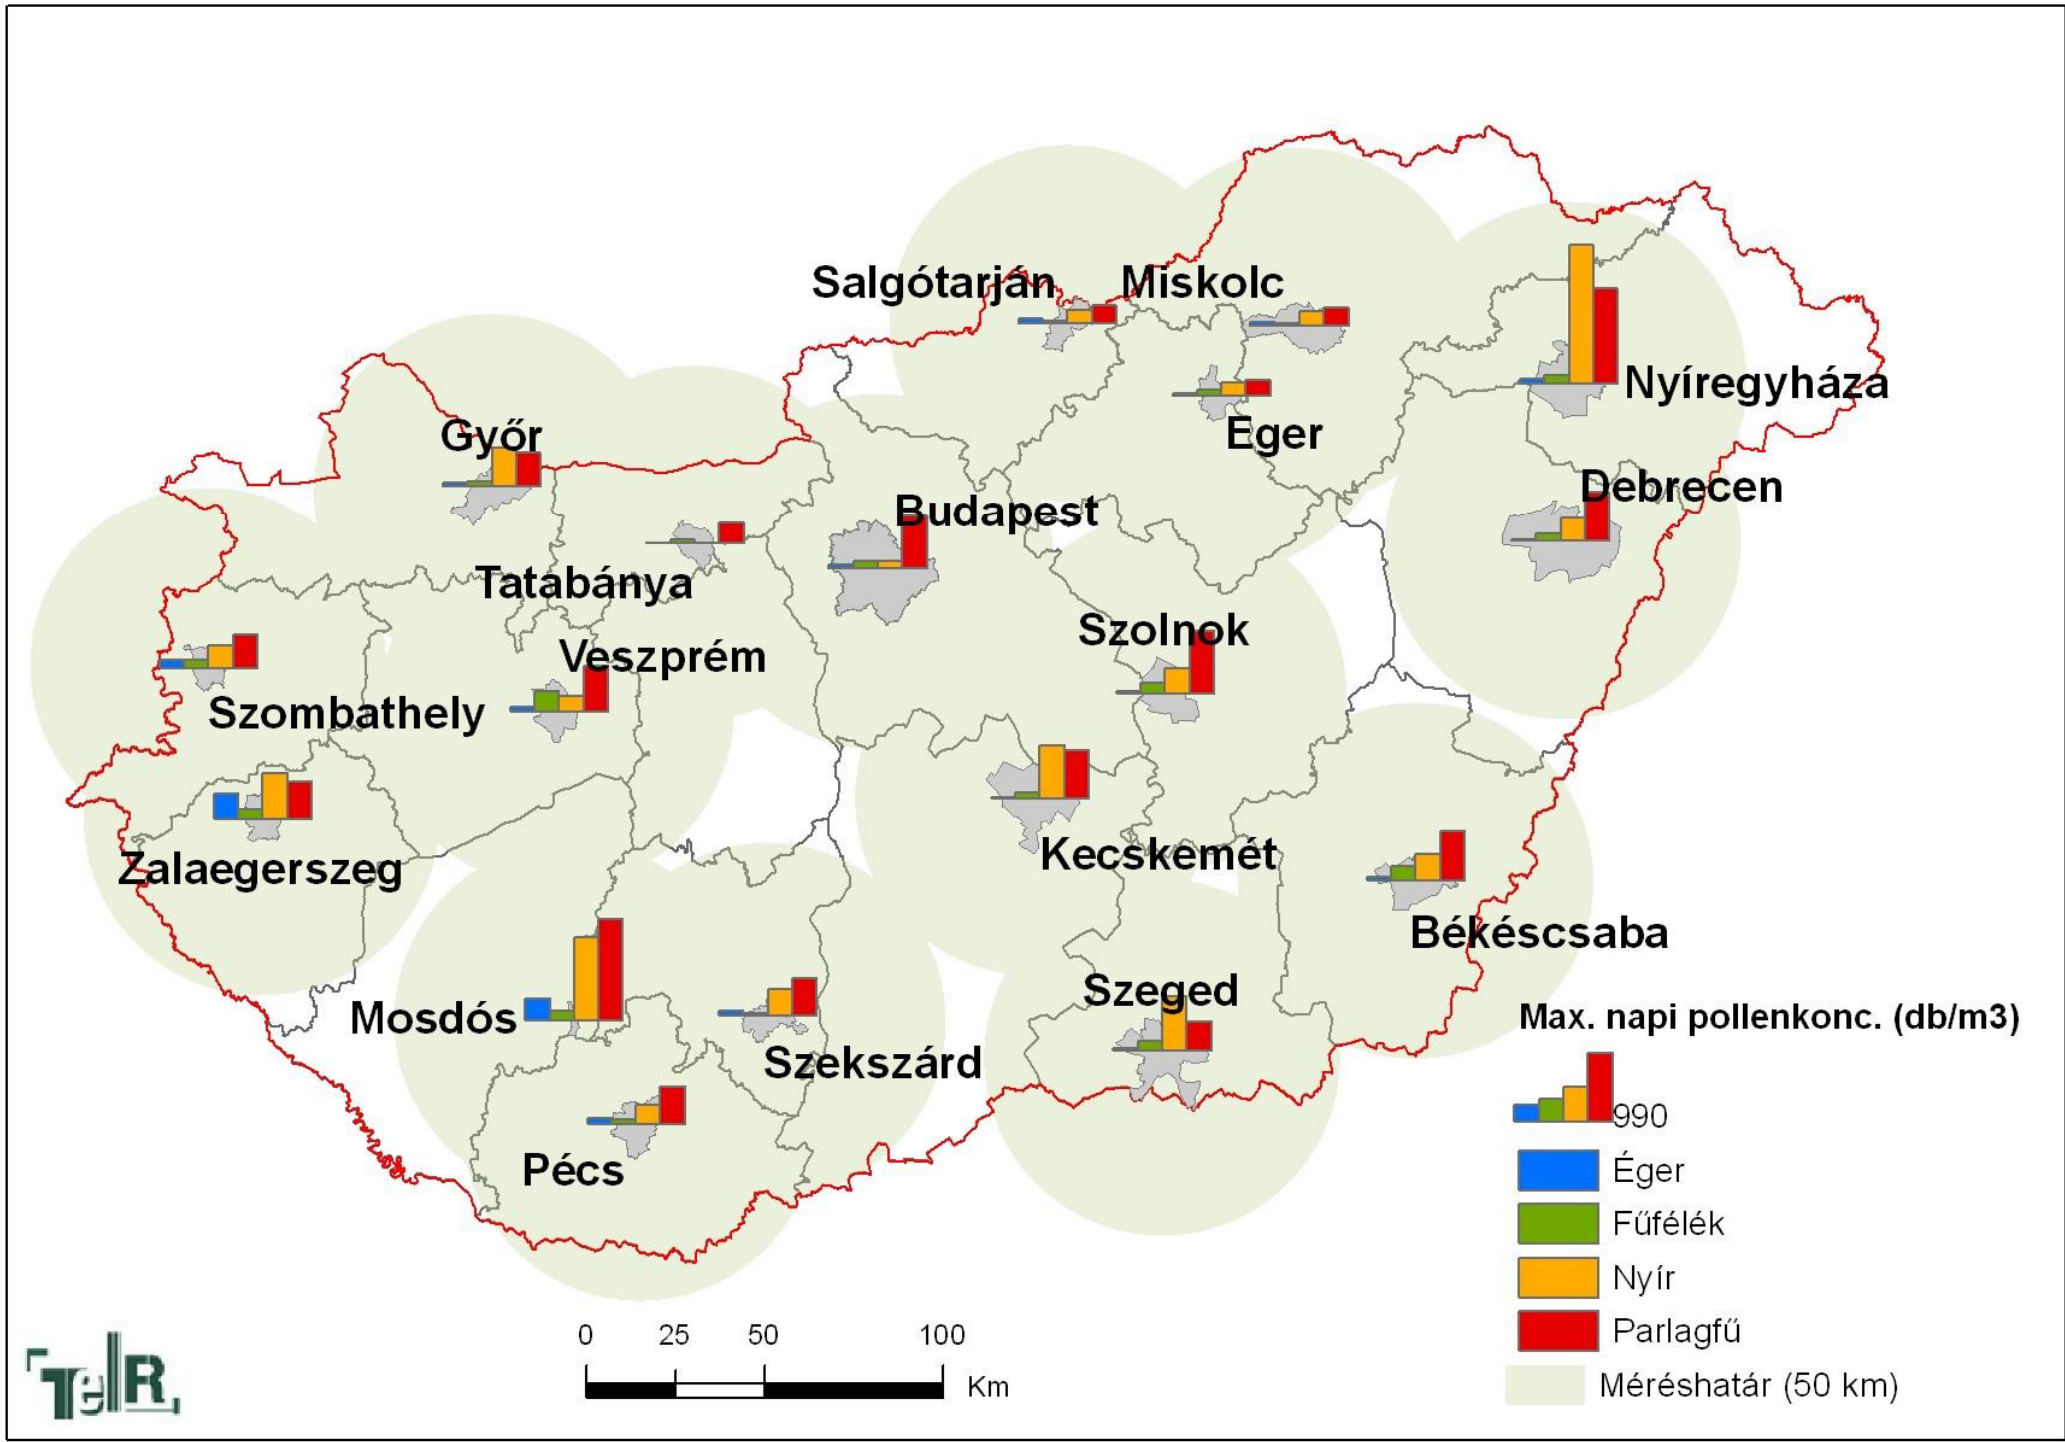 Salgótarján
Miskolc
Nyíregyháza
Eger
Győr
Debrecen
Budapest
Tatabánya
Szolnok
Veszprém
Szombathely
Kecskemét
Zalaegerszeg
Békéscsaba
Szeged
Mosdós
Szekszárd
Pécs
Max. napi pollenkonc. (db/m3)
990
Éger
Fűfélék
Nyír
Parlagfű
Méréshatár (50 km)
0 25 50 100
Km
TeIR